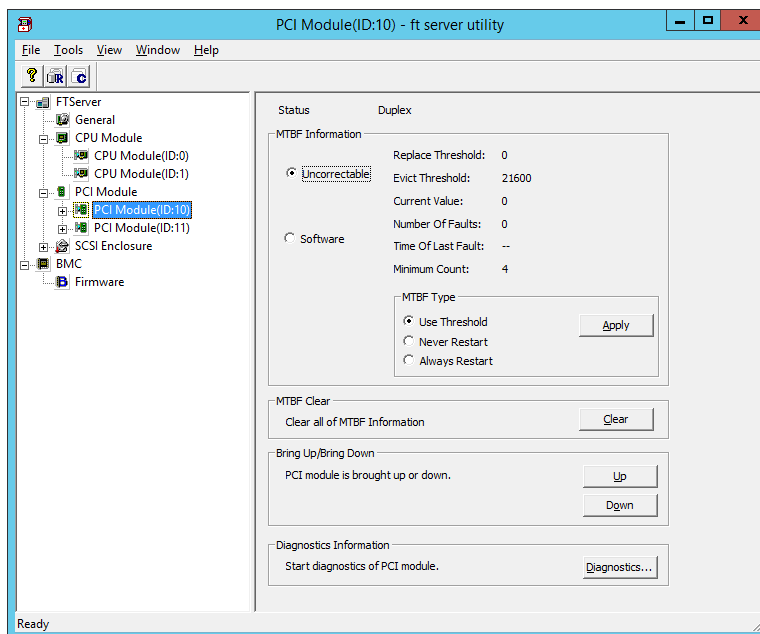 PCI Module(ID:10) - ft server utility
File Tools View Window Help
FTServer
General
CPU Module
CPU Module(ID:0)
CPU Module(ID:1)
PCI Module
PCI Module(ID:10)
PCI Module(ID:11)
SCSI Enclosure
BMC
Firmware
Status Duplex
MTBF Information
Uncorrectable
Software
Replace Threshold: 0
Evict Threshold: 21600
Current Value: 0
Number Of Faults: 0
Time Of Last Fault: --
Minimum Count: 4
MTBF Type
Use Threshold
Never Restart
Always Restart
Apply
MTBF Clear
Clear all of MTBF Information
Clear
Bring Up/Bring Down
PCI module is brought up or down.
Up
Down
Diagnostics Information
Start diagnostics of PCI module.
Diagnostics...
Ready